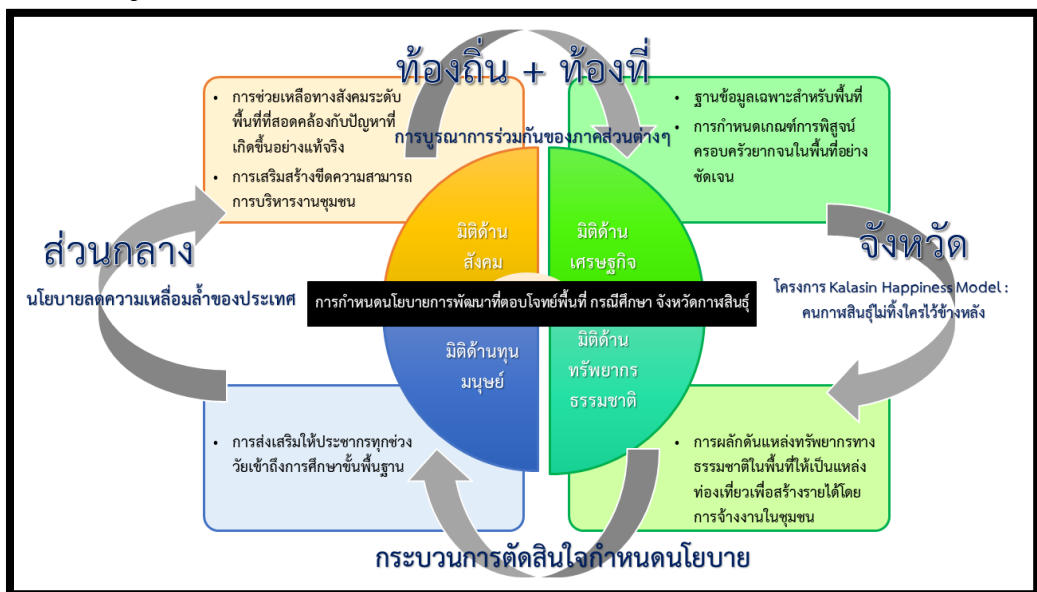 ท้องถิ่น + ท้องที่
การบูรณาการร่วมกันของภาคส่วนต่างๆ
• การช่วยเหลือทางสังคมระดับ
พื้นที่ที่สอดคล้องกับปัญหาที่
เกิดขึ้นอย่างแท้จริง
• การเสริมสร้างขีดความสามารถ
การบริหารงานชุมชน
• ฐานข้อมูลเฉพาะสำหรับพื้นที่
• การกำหนดเกณฑ์การพิสูจน์
ครอบครัวยากจนในพื้นที่อย่าง
ชัดเจน
มิติด้าน
สังคม
มิติด้าน
เศรษฐกิจ
ส่วนกลาง
นโยบายลดความเหลื่อมล้ำของประเทศ
จังหวัด
โครงการ Kalasin Happiness Model :
คนกาฬสินธุ์ไม่ทิ้งใครไว้ข้างหลัง
การกำหนดนโยบายการพัฒนาที่ตอบโจทย์พื้นที่ กรณีศึกษา จังหวัดกาฬสินธุ์
มิติด้านทุน
มนุษย์
มิติด้าน
ทรัพยากร
ธรรมชาติ
• การส่งเสริมให้ประชากรทุกช่วง
วัยเข้าถึงการศึกษาขั้นพื้นฐาน
• การผลักดันแหล่งทรัพยากรทาง
ธรรมชาติในพื้นที่ให้เป็นแหล่ง
ท่องเที่ยวเพื่อสร้างรายได้โดย
การจ้างงานในชุมชน
กระบวนการตัดสินใจกำหนดนโยบาย